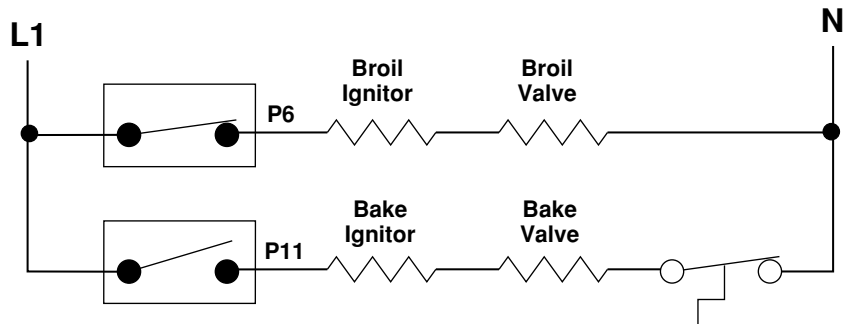 L1
N
Broil
Ignitor
Broil
Valve
P6
Bake
Ignitor
Bake
Valve
P11